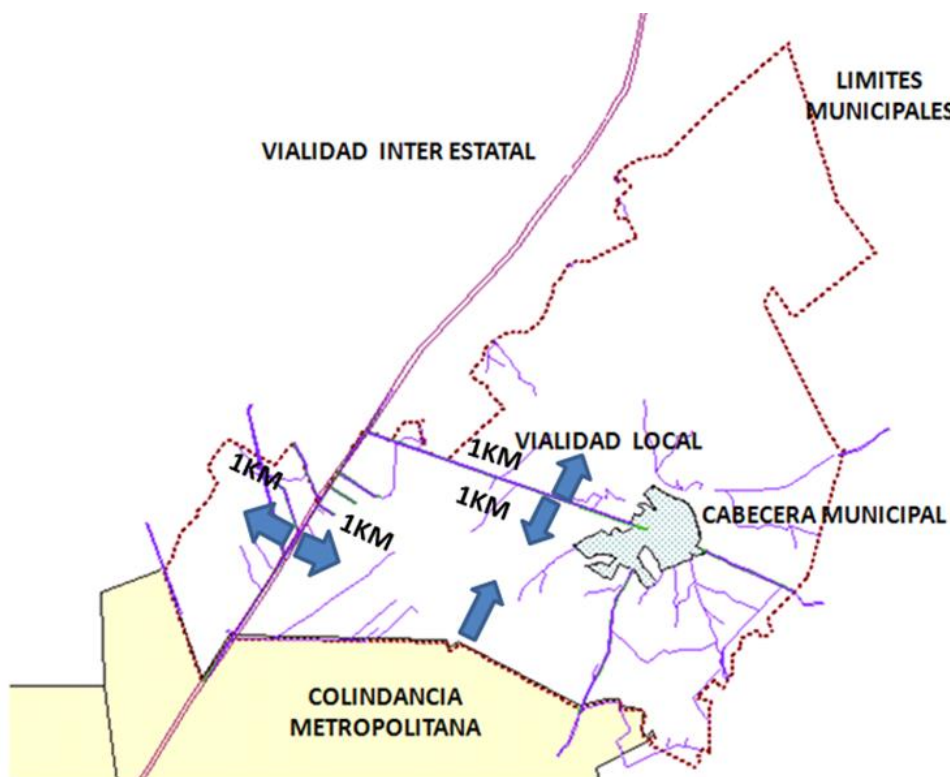 LIMITES
MUNICIPALES
VIALIDAD INTER ESTATAL
VIALIDAD LOCAL
1KM
1KM
1KM
1KM
CABECERA MUNICIPAL
COLINDANCIA
METROPOLITANA